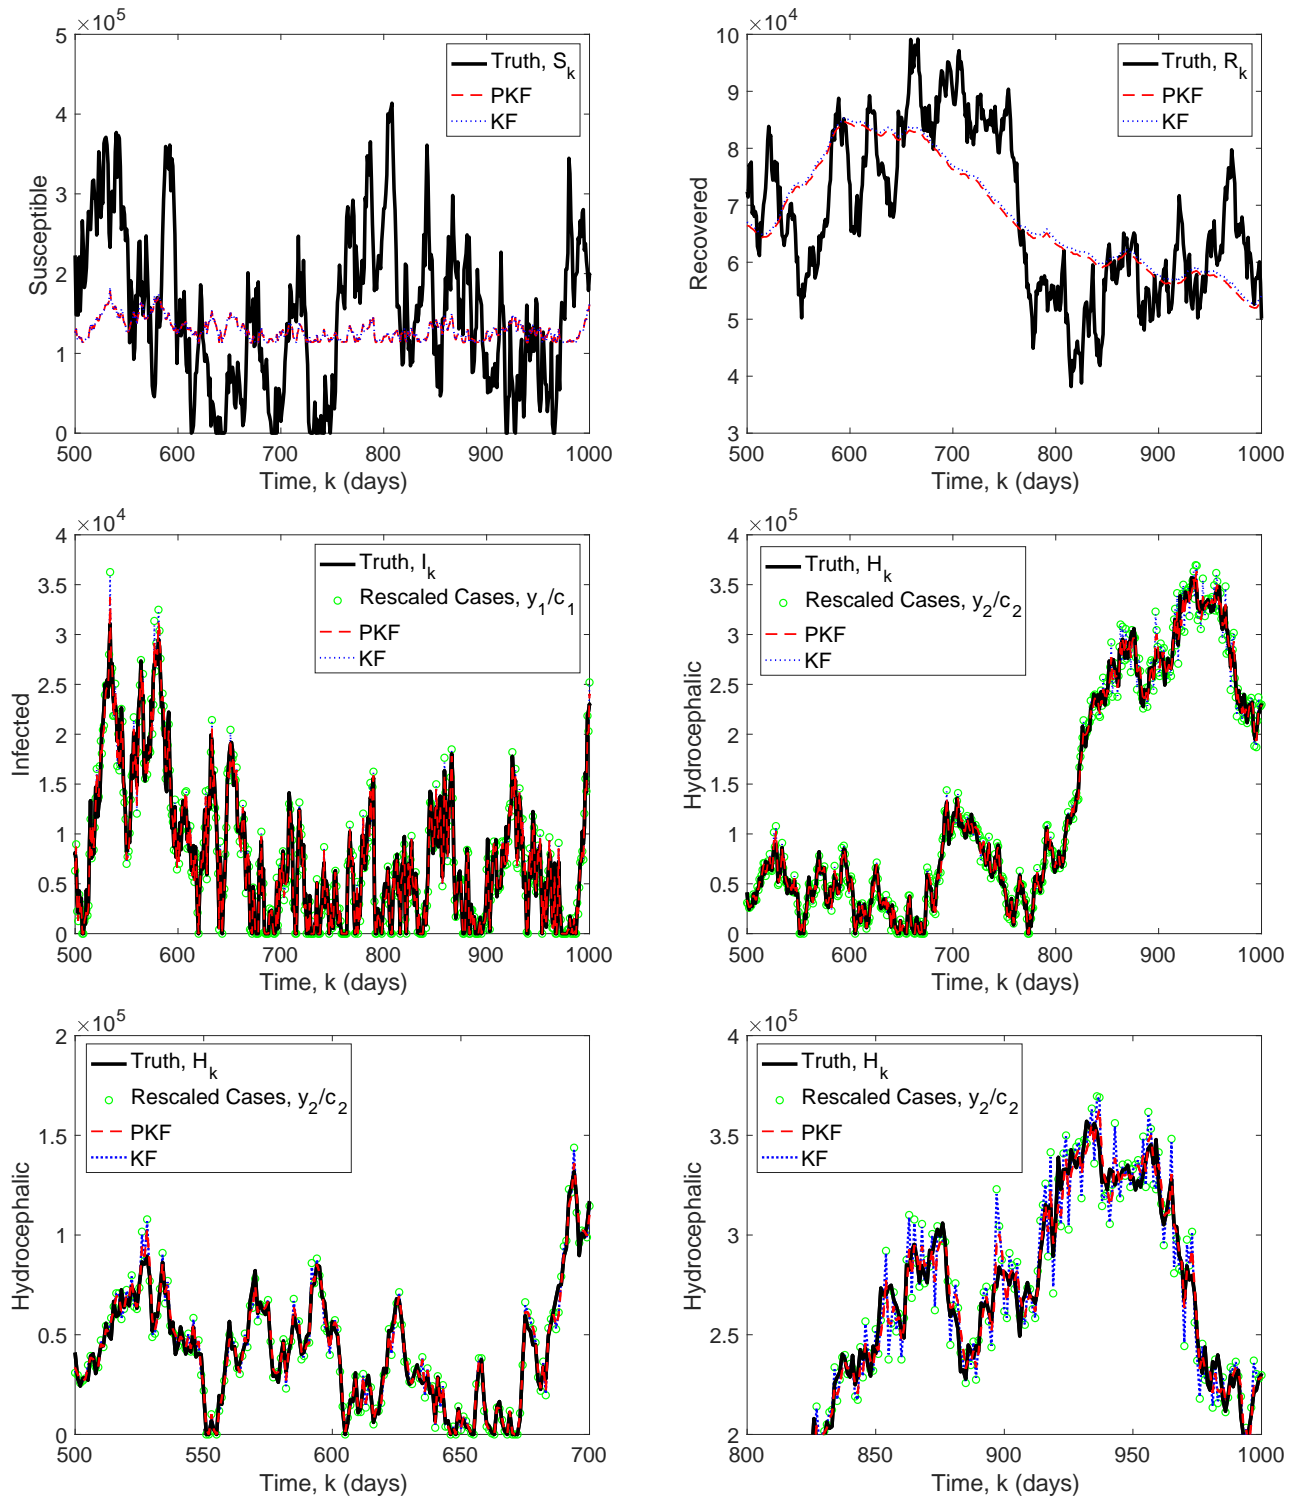 ×10^5
5
4
3
2
1
0
Susceptible
Truth, S_k
PKF
KF
500 600 700 800 900 1000
Time, k (days)
×10^4
10
9
8
7
6
5
4
3
Recovered
Truth, R_k
PKF
KF
500 600 700 800 900 1000
Time, k (days)
×10^4
4
3.5
3
2.5
2
1.5
1
0.5
0
Infected
Truth, I_k
Rescaled Cases, y_1/c_1
PKF
KF
500 600 700 800 900 1000
Time, k (days)
×10^5
4
3.5
3
2.5
2
1.5
1
0.5
0
Hydrocephalic
Truth, H_k
Rescaled Cases, y_2/c_2
PKF
KF
500 600 700 800 900 1000
Time, k (days)
×10^5
2
1.5
1
0.5
0
Hydrocephalic
Truth, H_k
Rescaled Cases, y_2/c_2
PKF
KF
500 550 600 650 700
Time, k (days)
×10^5
4
3.5
3
2.5
2
Hydrocephalic
Truth, H_k
Rescaled Cases, y_2/c_2
PKF
KF
800 850 900 950 1000
Time, k (days)